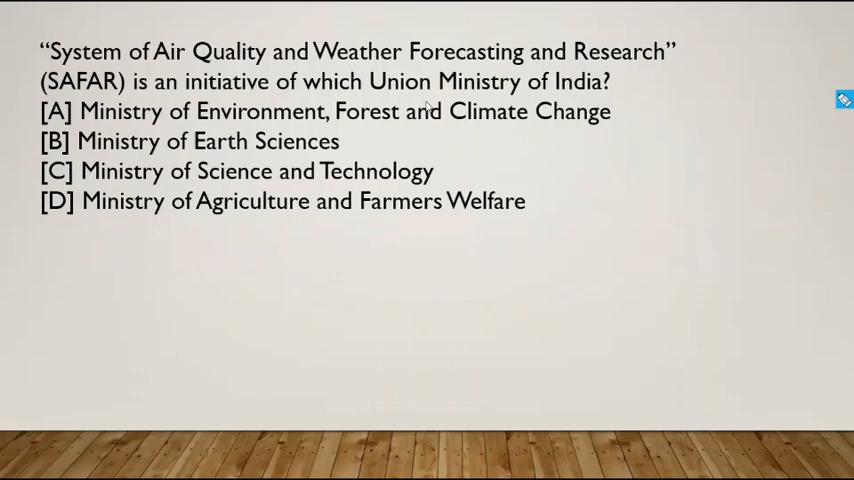 “System of Air Quality and Weather Forecasting and Research”
(SAFAR) is an initiative of which Union Ministry of India?
[A] Ministry of Environment, Forest and Climate Change
[B] Ministry of Earth Sciences
[C] Ministry of Science and Technology
[D] Ministry of Agriculture and Farmers Welfare